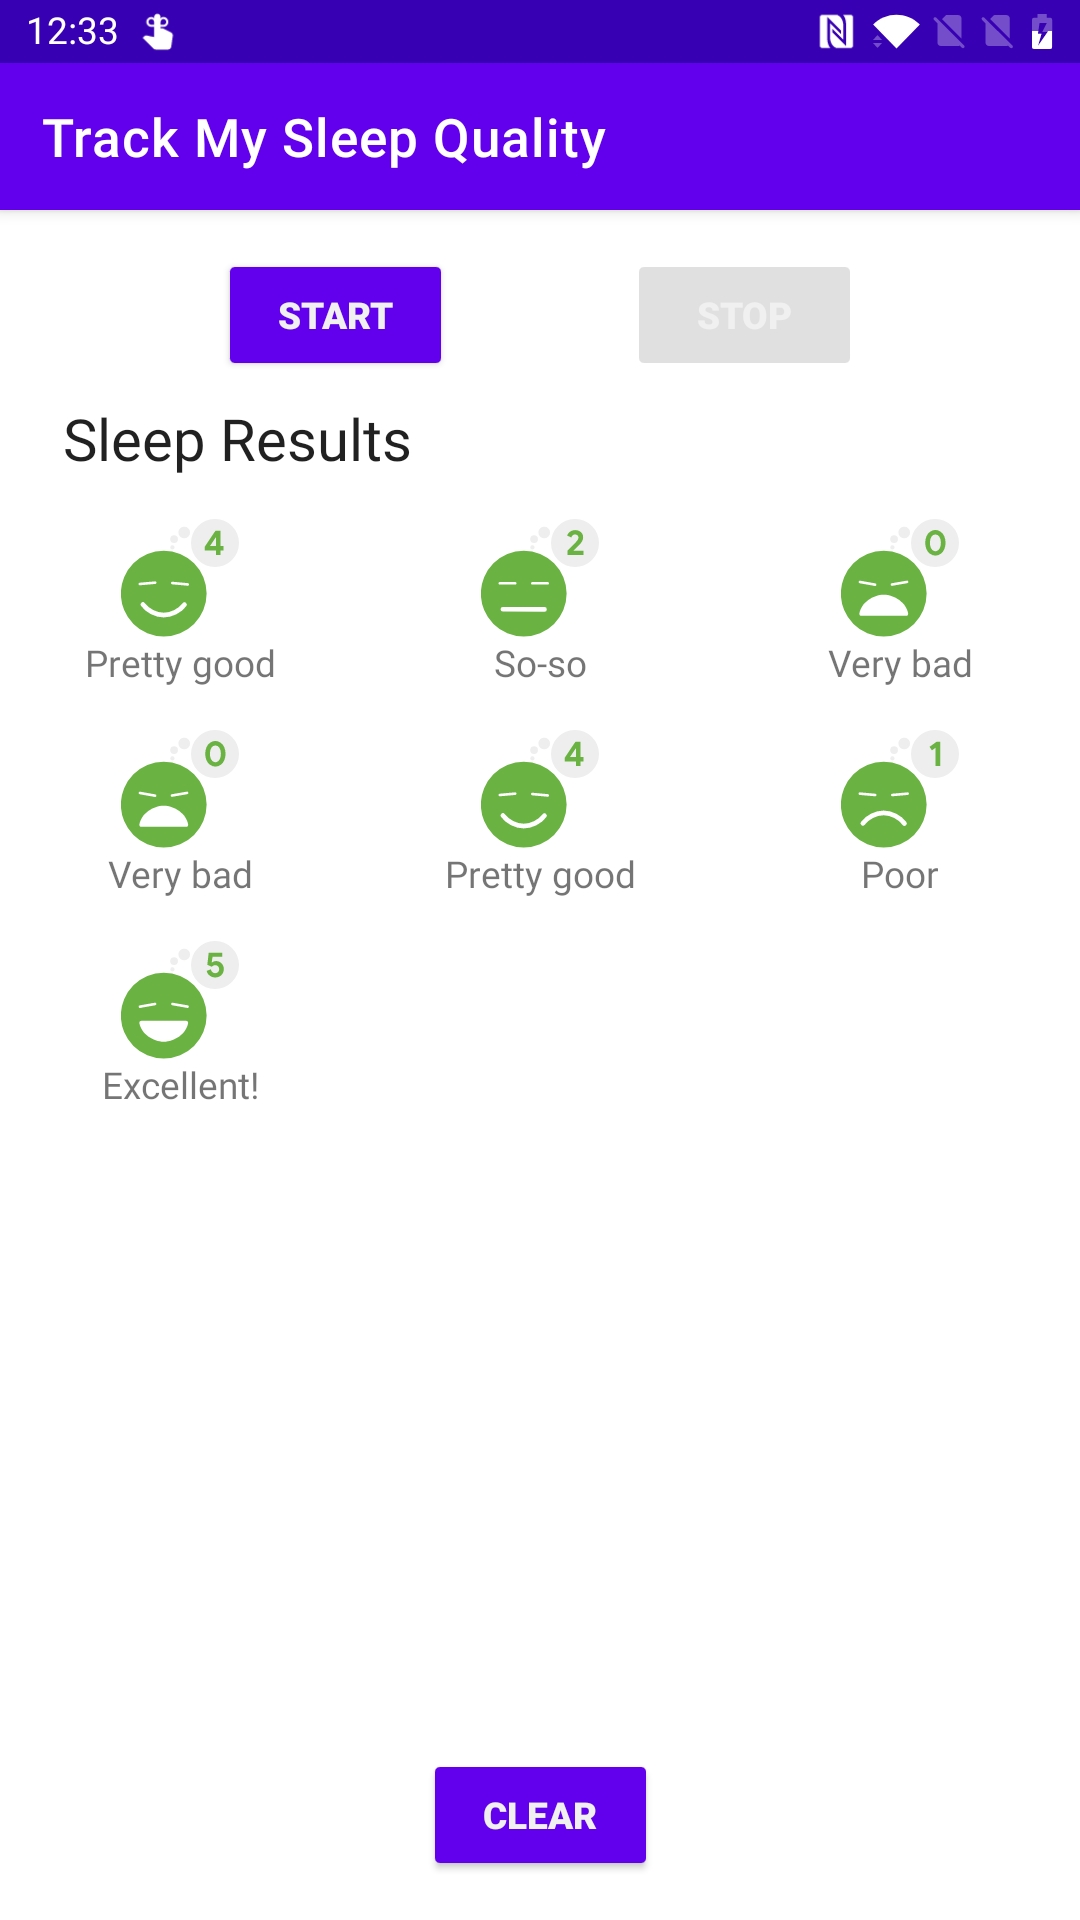 12:33
Track My Sleep Quality
START STOP
Sleep Results
4 2 0
Pretty good So-so Very bad
0 4 1
Very bad Pretty good Poor
5
Excellent!
CLEAR